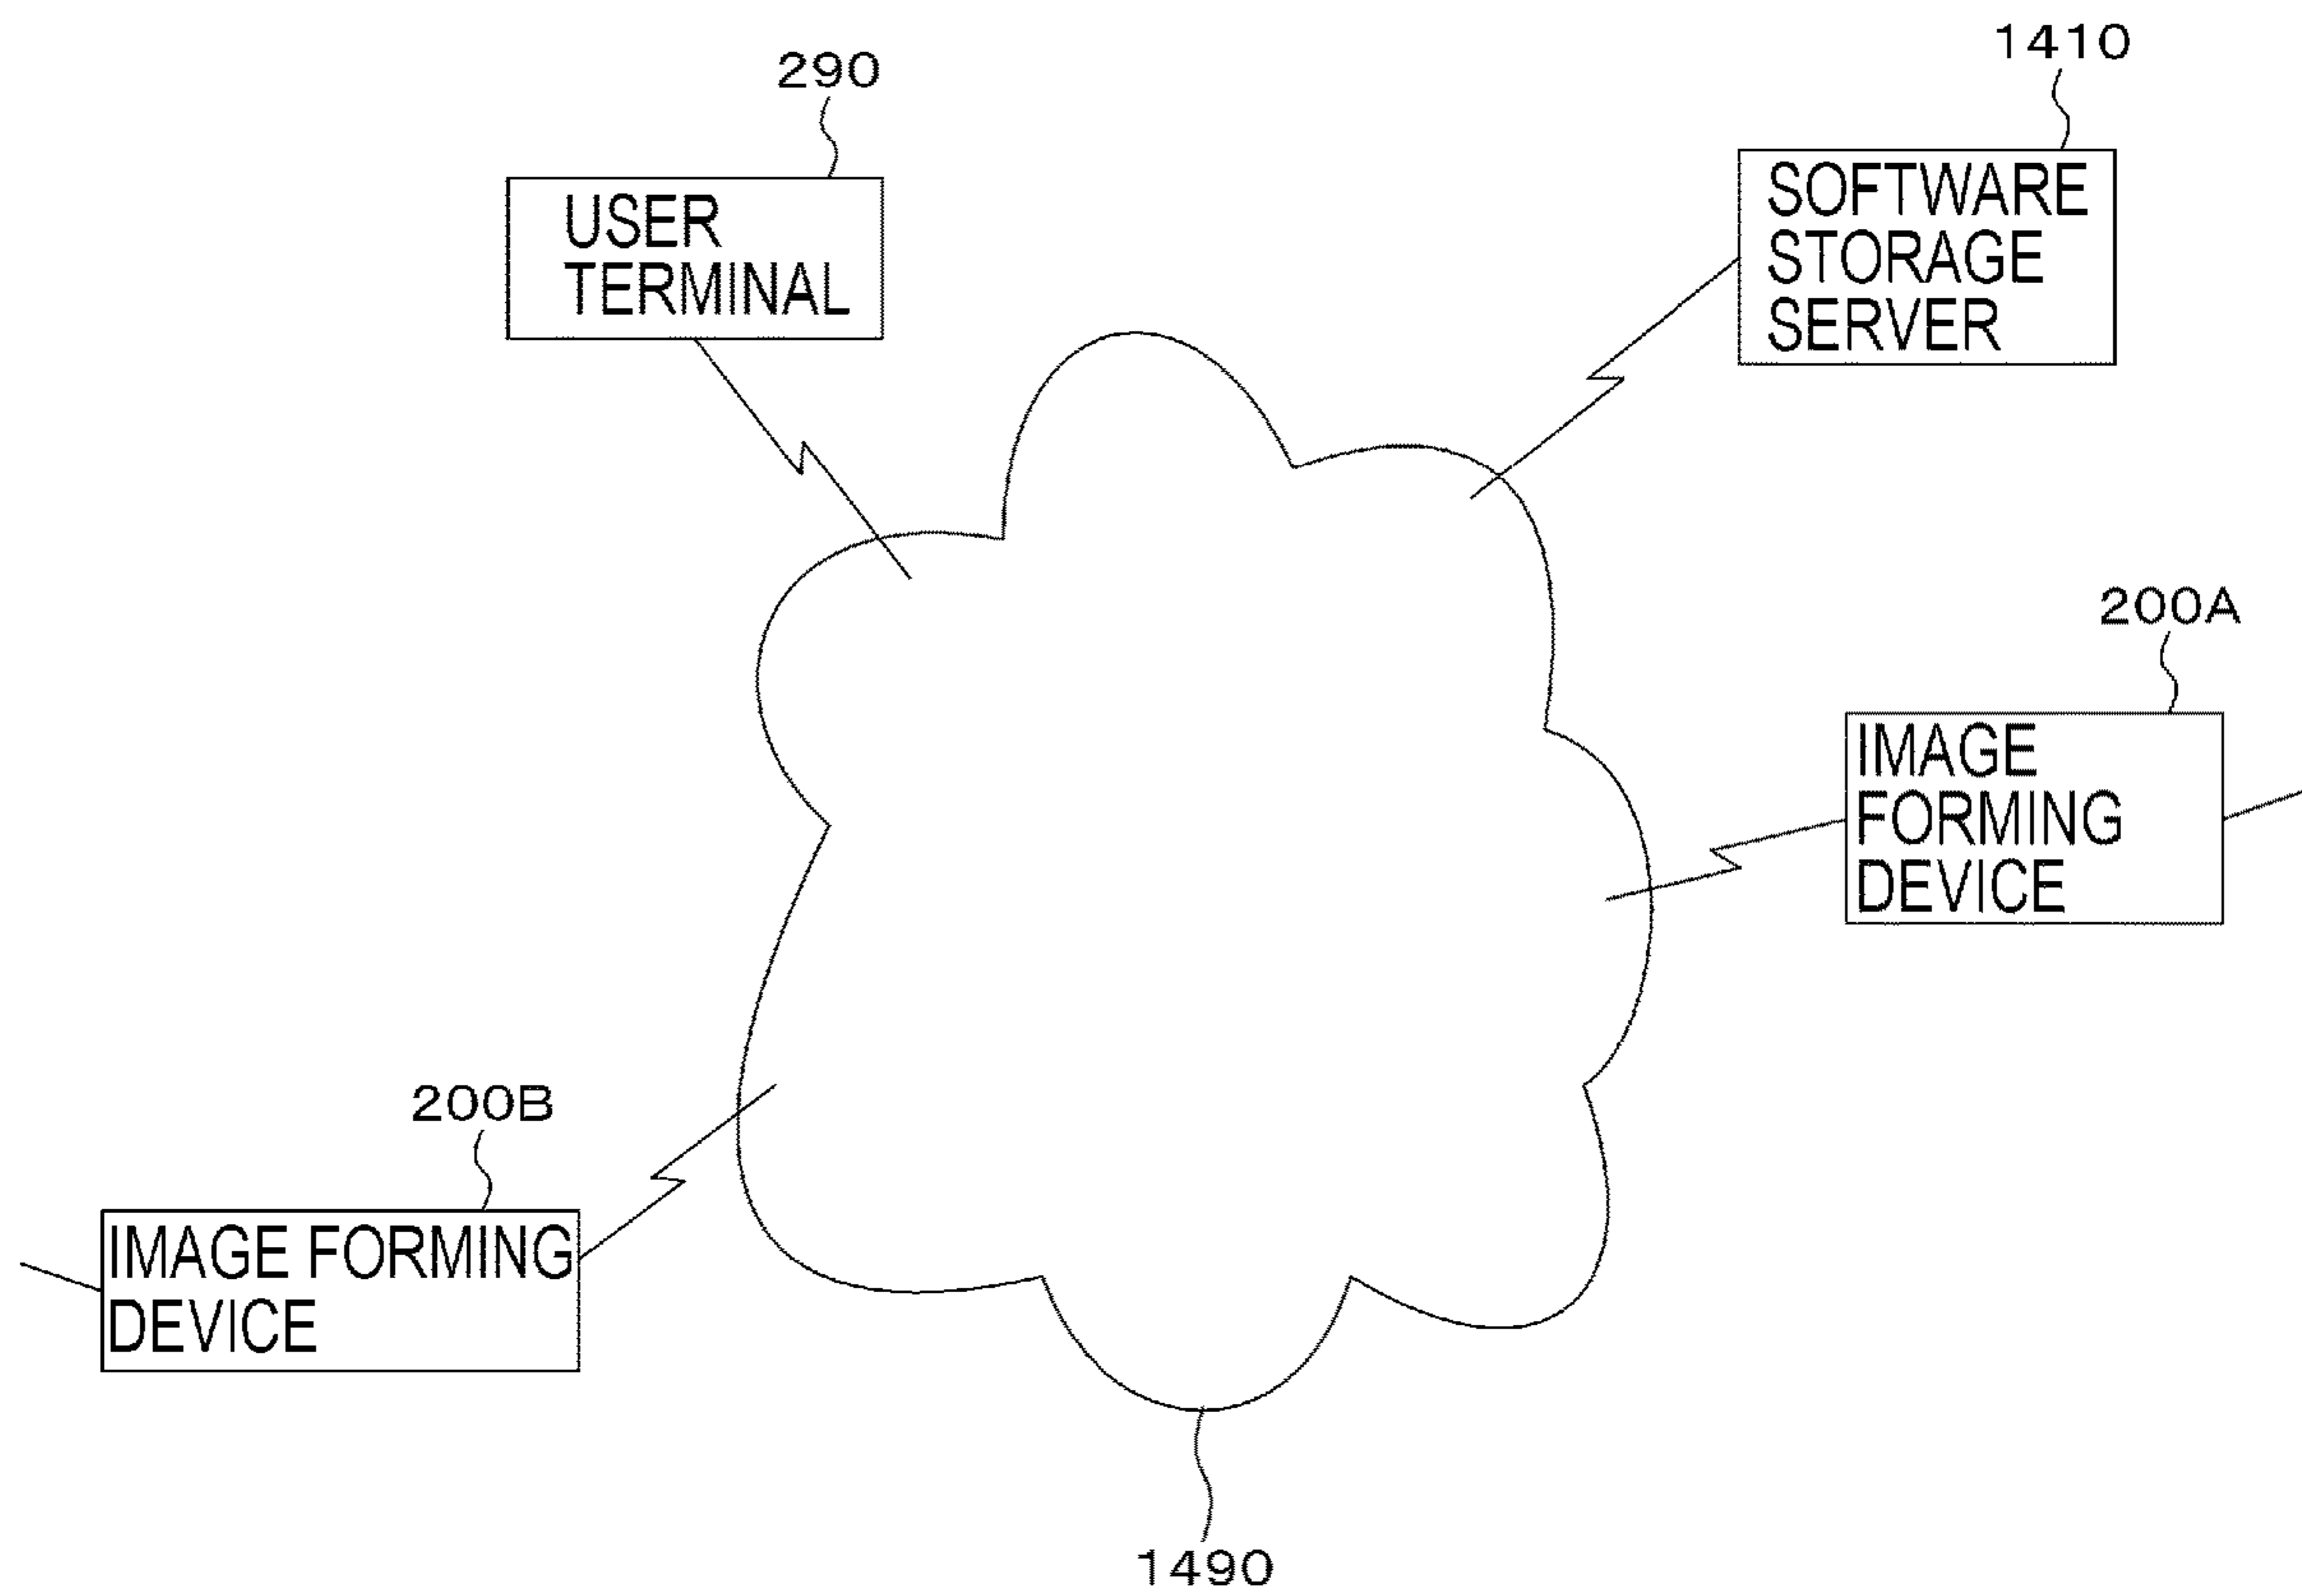 1410
290
SOFTWARE
STORAGE
SERVER
USER
TERMINAL
200A
IMAGE
FORMING
DEVICE
200B
IMAGE FORMING
DEVICE
1490